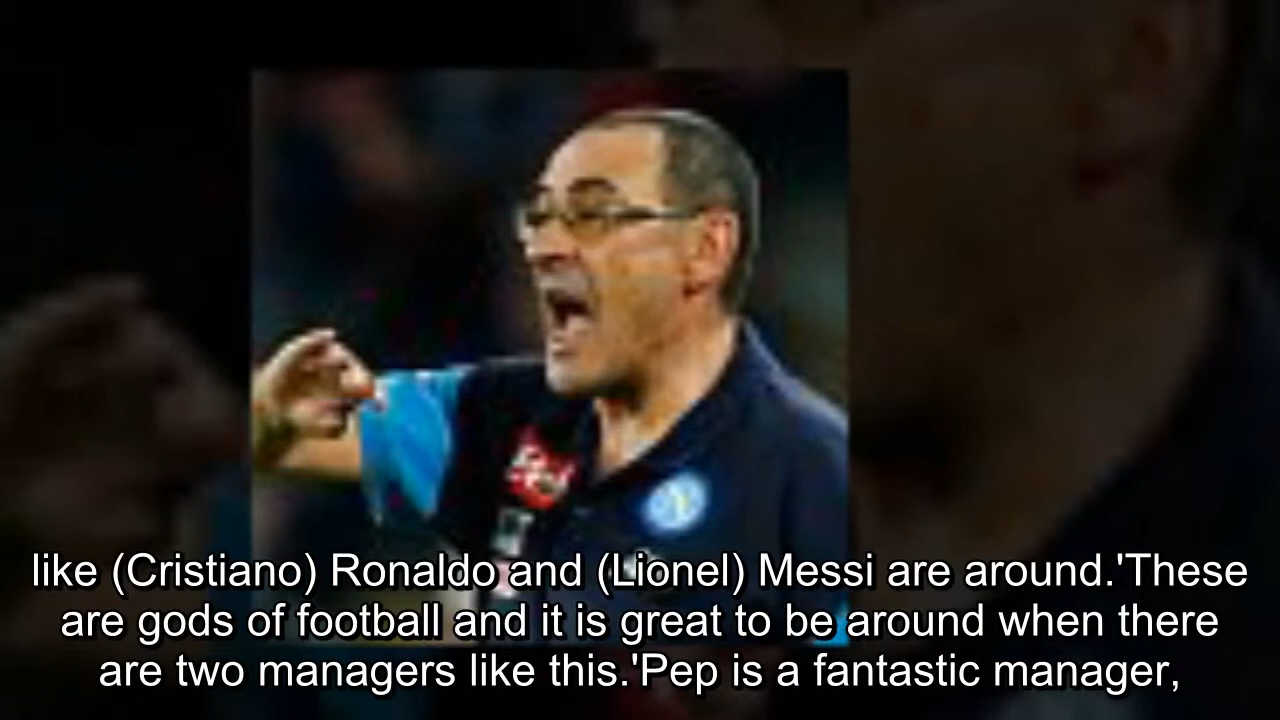 like (Cristiano) Ronaldo and (Lionel) Messi are around.'These
are gods of football and it is great to be around when there
are two managers like this.'Pep is a fantastic manager,